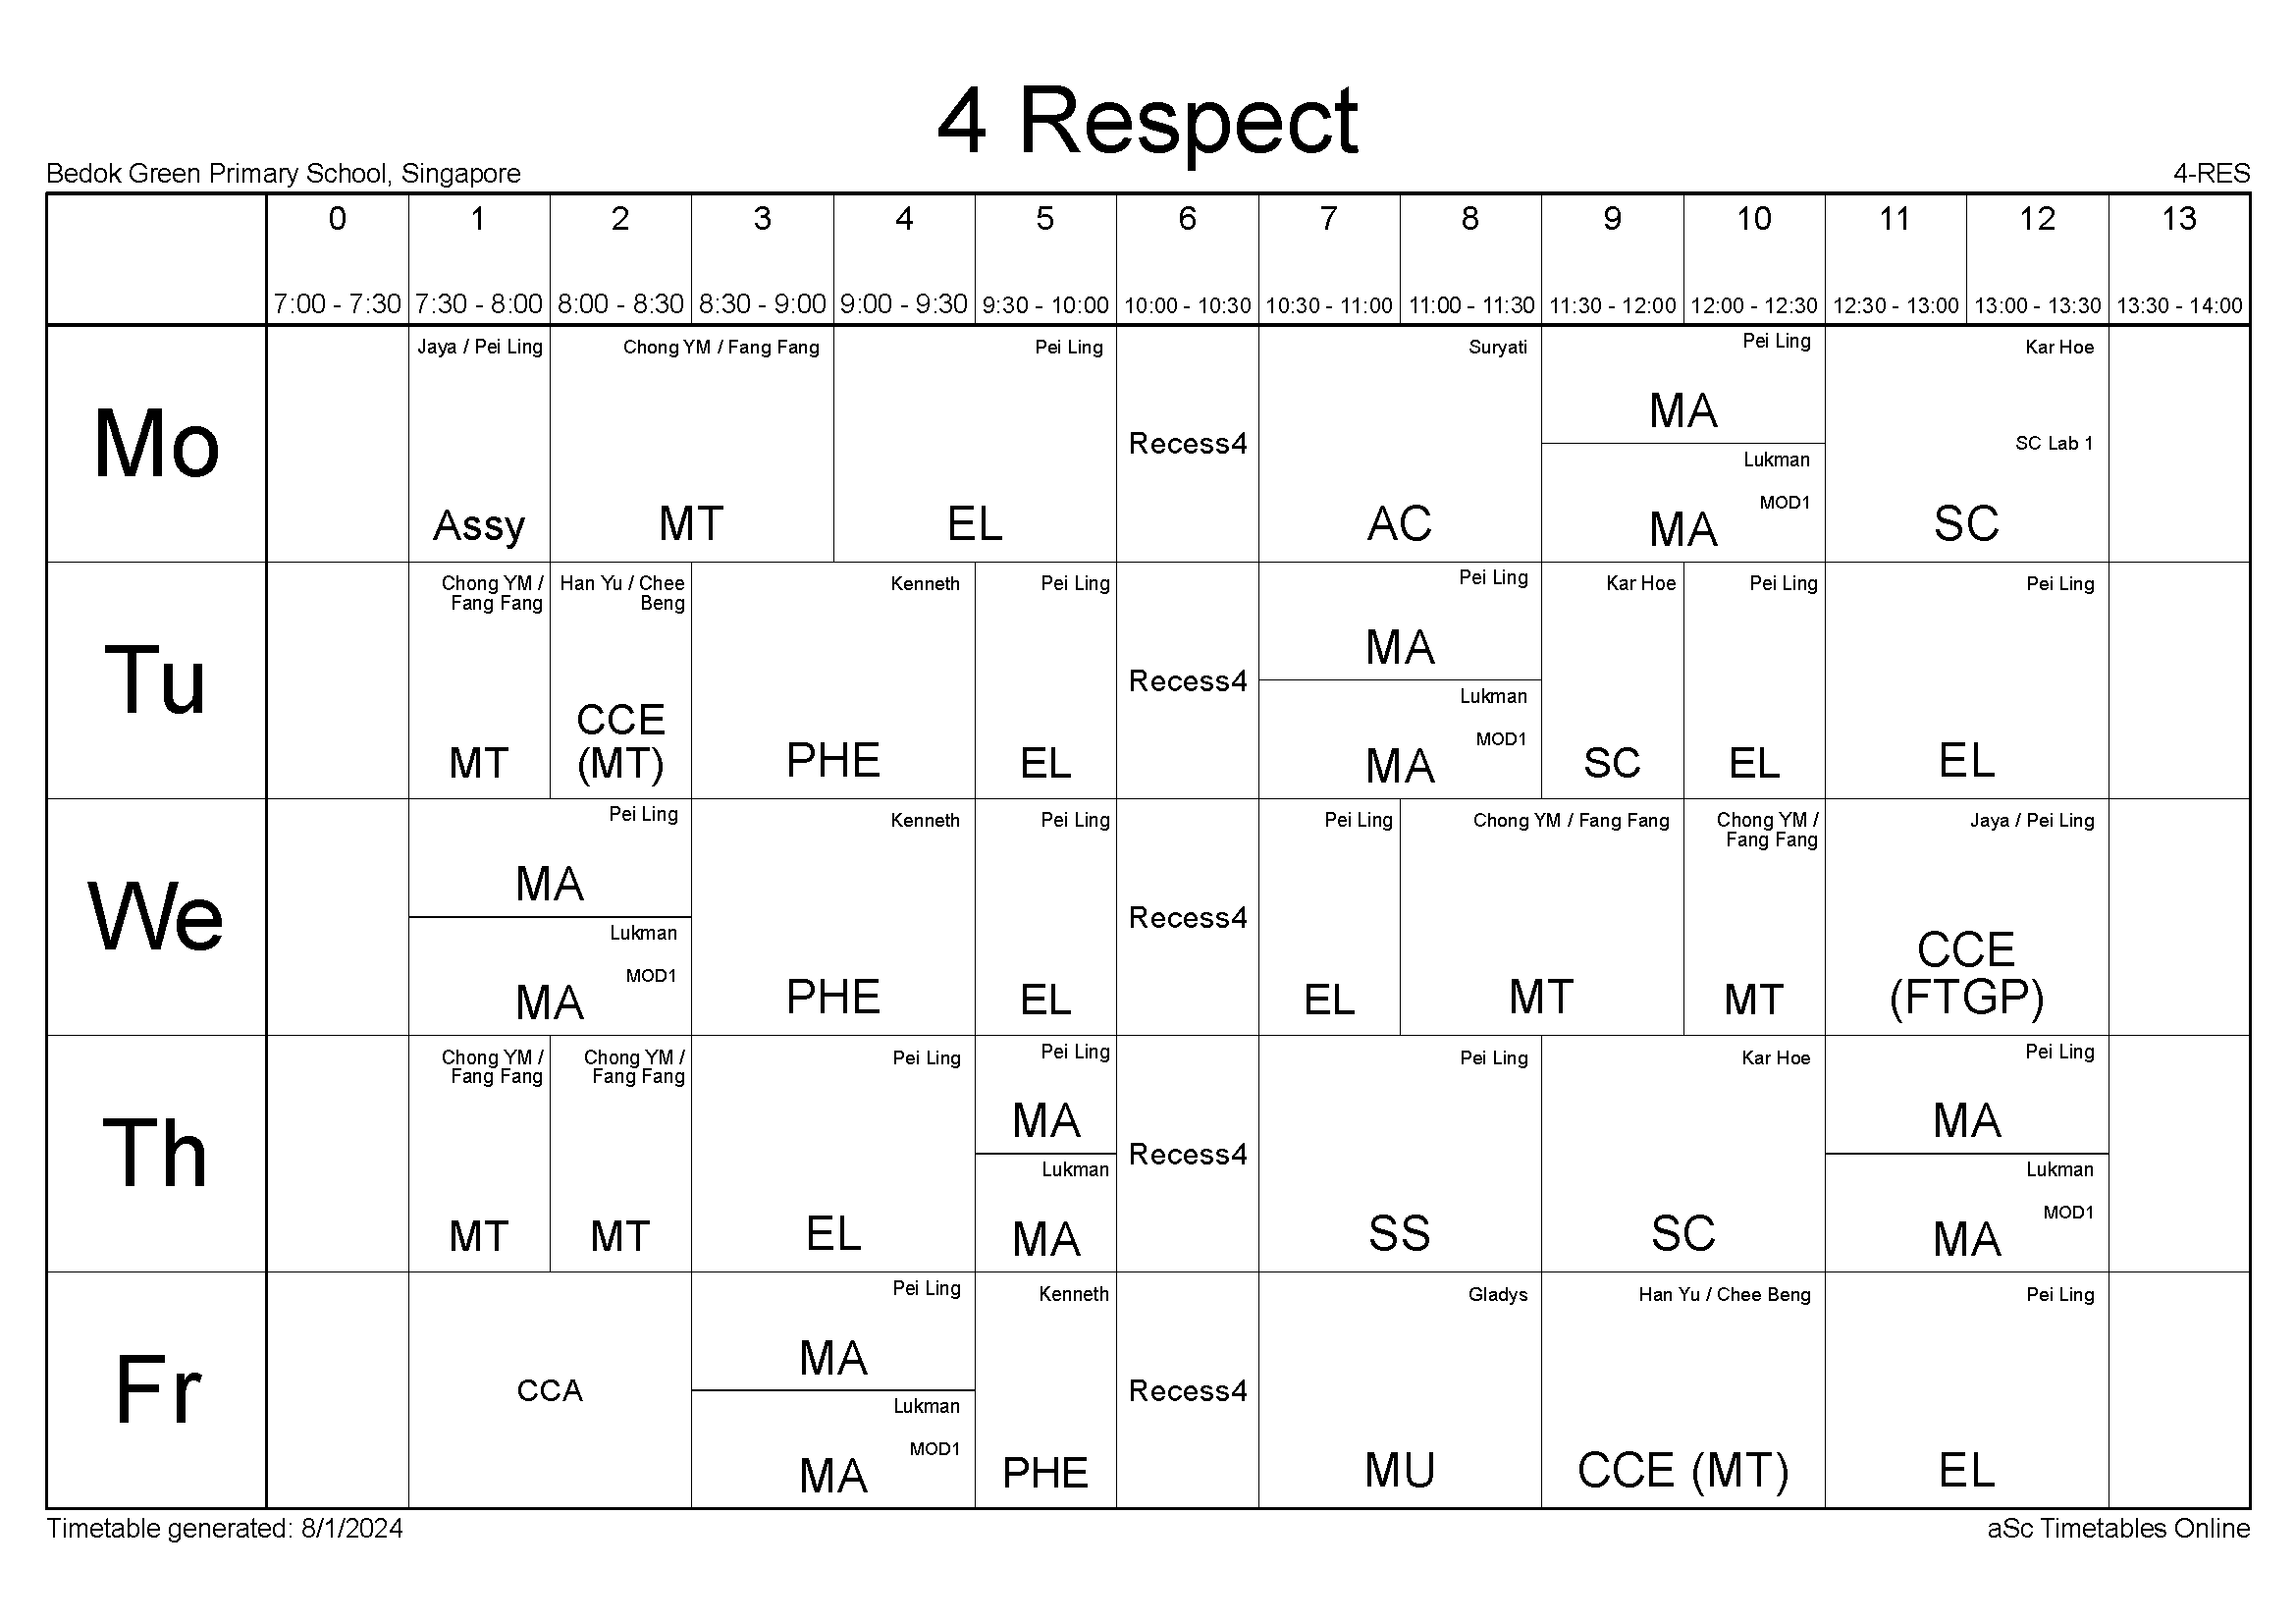 4 Respect
Bedok Green Primary School, Singapore
4-RES
0 1 2 3 4 5 6 7 8 9 10 11 12 13
7:00 - 7:30 7:30 - 8:00 8:00 - 8:30 8:30 - 9:00 9:00 - 9:30 9:30 - 10:00 10:00 - 10:30 10:30 - 11:00 11:00 - 11:30 11:30 - 12:00 12:00 - 12:30 12:30 - 13:00 13:00 - 13:30 13:30 - 14:00
Mo
Jaya / Pei Ling
Assy
Chong YM / Fang Fang
MT
Pei Ling
EL
Recess4
Suryati
AC
Pei Ling
MA
Lukman
MOD1
MA
Kar Hoe
SC Lab 1
SC
Tu
Chong YM /
Fang Fang
MT
Han Yu / Chee
Beng
CCE
(MT)
Kenneth
PHE
Pei Ling
EL
Recess4
Pei Ling
MA
Lukman
MOD1
MA
Kar Hoe
SC
Pei Ling
EL
Pei Ling
EL
We
Pei Ling
MA
Lukman
MOD1
MA
Kenneth
PHE
Pei Ling
EL
Recess4
Pei Ling
EL
Chong YM / Fang Fang
MT
Chong YM /
Fang Fang
MT
Jaya / Pei Ling
CCE
(FTGP)
Th
Chong YM /
Fang Fang
MT
Chong YM /
Fang Fang
MT
Pei Ling
EL
Pei Ling
MA
Lukman
MA
Recess4
Pei Ling
SS
Kar Hoe
SC
Pei Ling
MA
Lukman
MOD1
MA
Fr
CCA
Pei Ling
MA
Lukman
MOD1
MA
Kenneth
PHE
Recess4
Gladys
MU
Han Yu / Chee Beng
CCE (MT)
Pei Ling
EL
Timetable generated: 8/1/2024
aSc Timetables Online